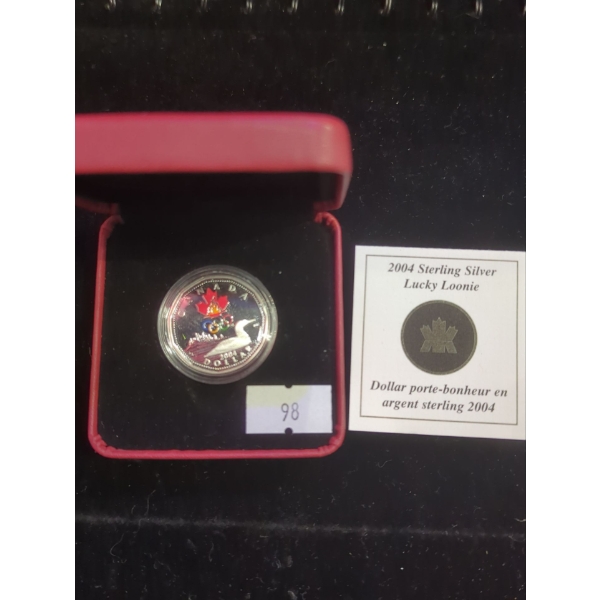 CANADA
2004
DOLLAR
98
2004 Sterling Silver
Lucky Loonie
Dollar porte-bonheur en
argent sterling 2004